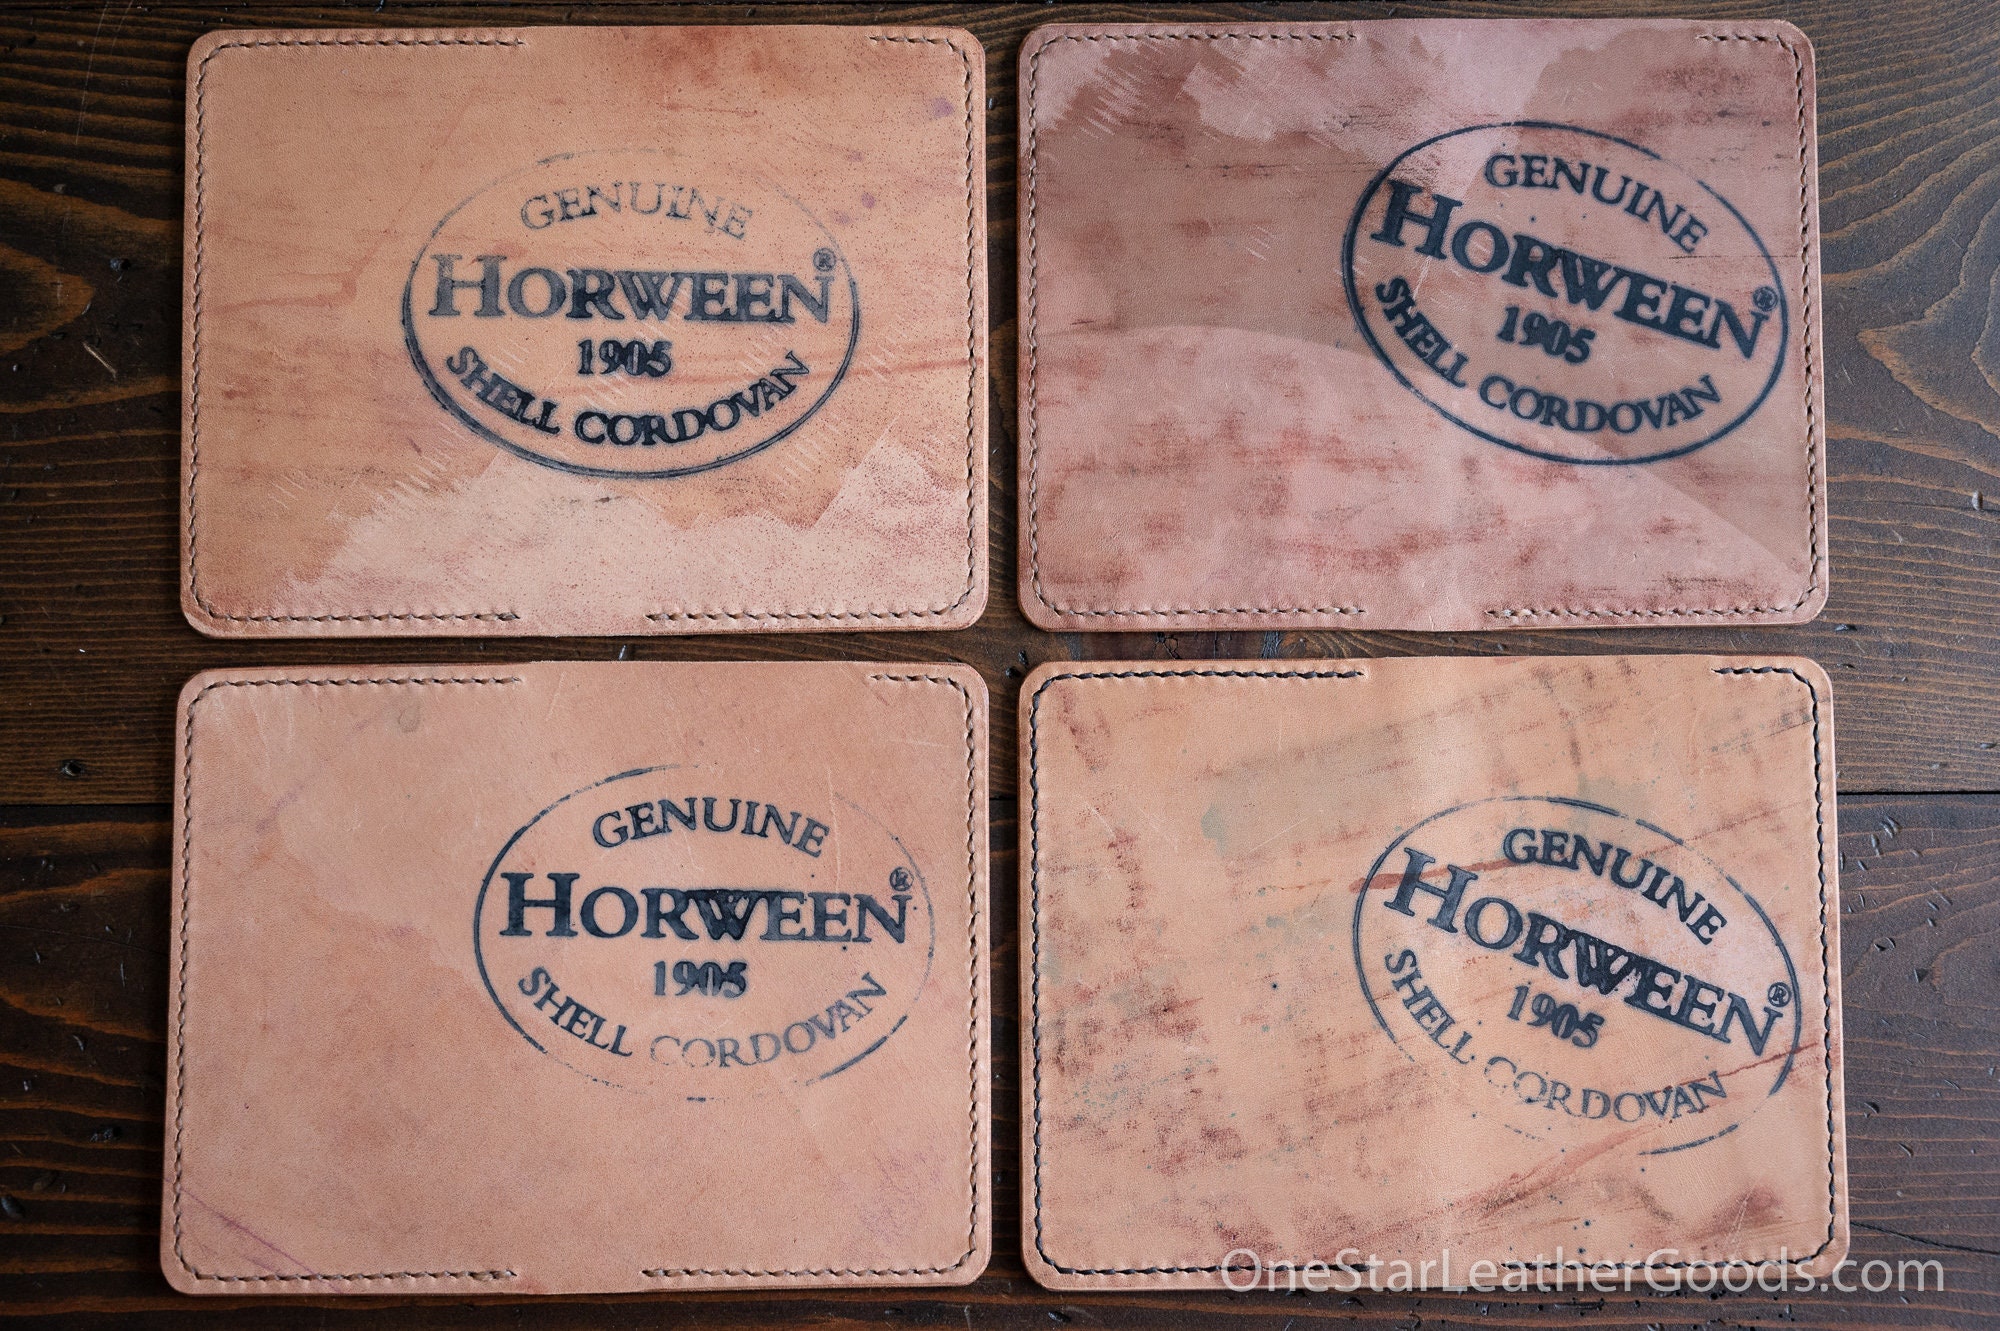 GENUINE
HORWEEN®
1905
SHELL CORDOVAN
GENUINE
HORWEEN®
1905
SHELL CORDOVAN
GENUINE
HORWEEN®
1905
SHELL CORDOVAN
GENUINE
HORWEEN®
1905
SHELL CORDOVAN
OneStarLeatherGoods.com